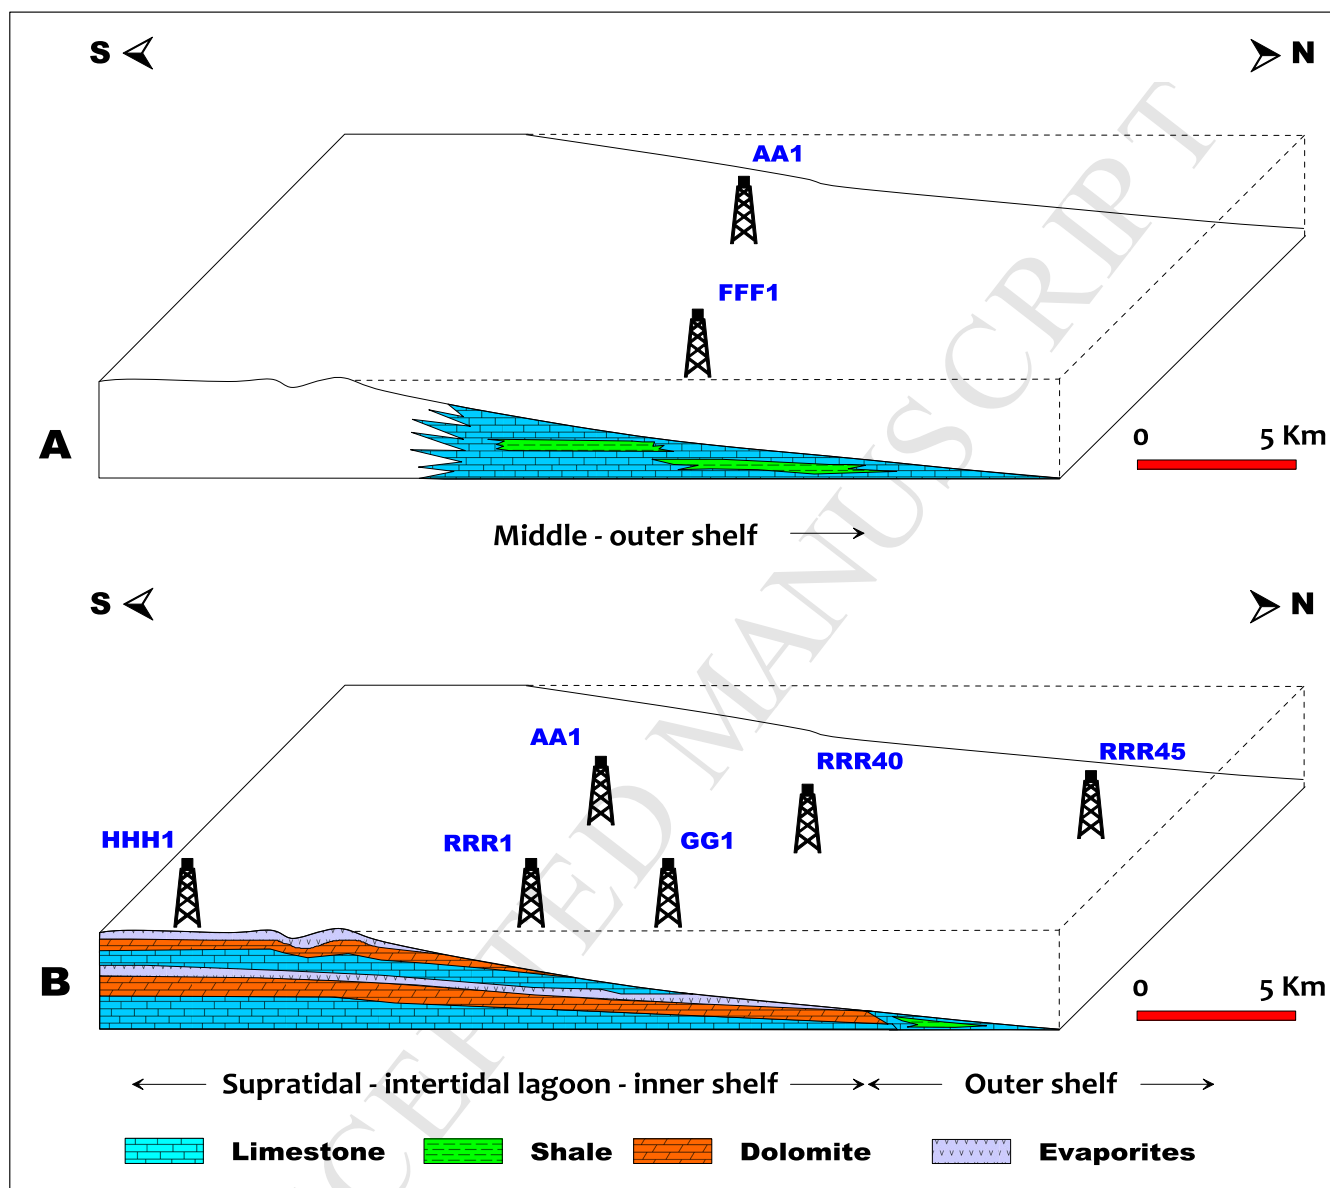 S N
AA1
FFF1
A
0 5 Km
Middle - outer shelf
S N
AA1
RRR40
RRR45
HHH1
RRR1
GG1
B
0 5 Km
Supratidal - intertidal lagoon - inner shelf
Outer shelf
Limestone Shale Dolomite Evaporites
CEPTED MANUSCRIPT